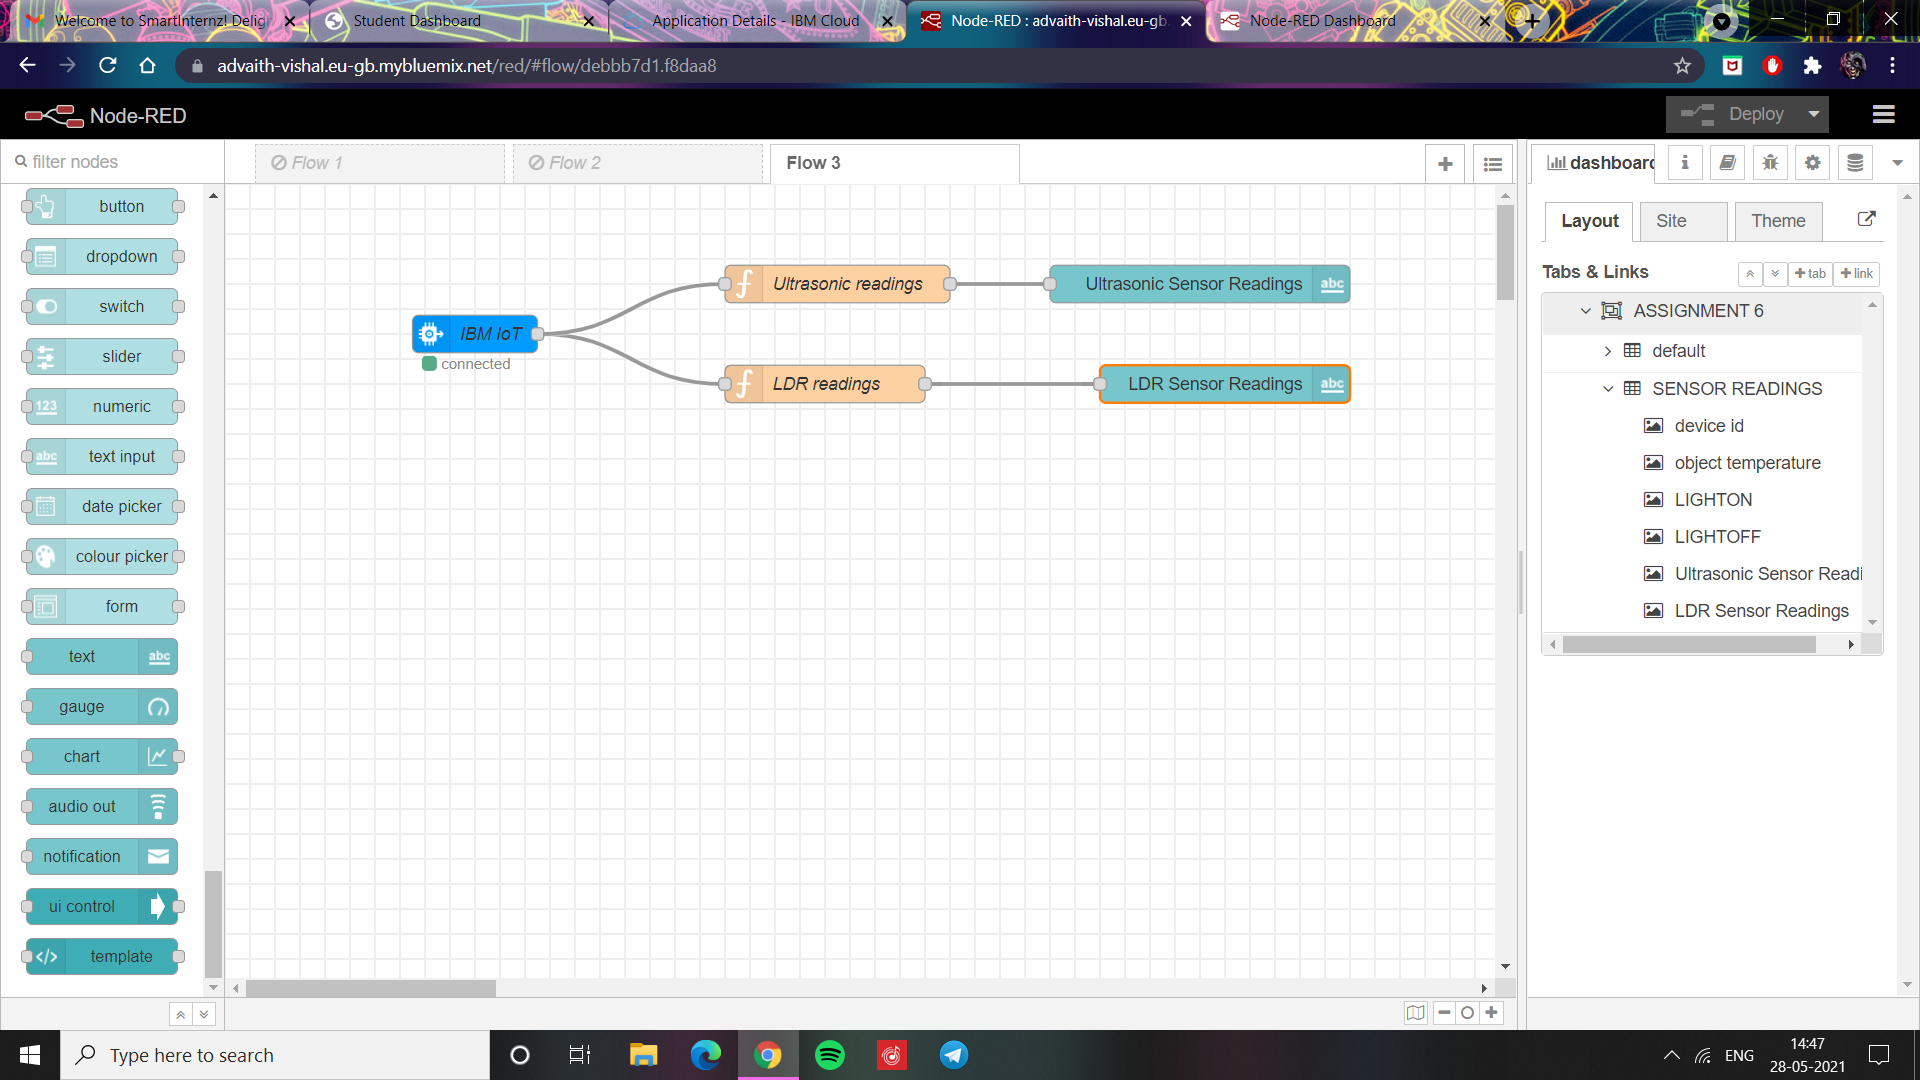 Welcome to SmartInternz! Delig
Student Dashboard
Application Details - IBM Cloud
Node-RED : advaith-vishal.eu-gb.
Node-RED Dashboard
advaith-vishal.eu-gb.mybluemix.net/red/#flow/debbb7d1.f8daa8
Node-RED
Deploy
filter nodes
Flow 1
Flow 2
Flow 3
dashboard
button
dropdown
switch
slider
123 numeric
abc text input
date picker
colour picker
form
text abc
gauge
chart
audio out
notification
ui control
</> template
IBM IoT
connected
Ultrasonic readings
Ultrasonic Sensor Readings abc
LDR readings
LDR Sensor Readings abc
Layout
Site
Theme
Tabs & Links
+ tab
+ link
ASSIGNMENT 6
default
SENSOR READINGS
device id
object temperature
LIGHTON
LIGHTOFF
Ultrasonic Sensor Readi
LDR Sensor Readings
Type here to search
ENG
14:47
28-05-2021